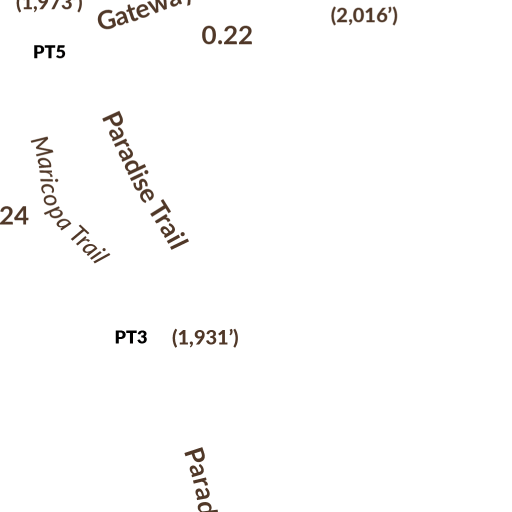 (1,973')
Gateway
0.22
(2,016’)
PT5
Paradise Trail
Maricopa Trail
24
PT3
(1,931’)
Parad